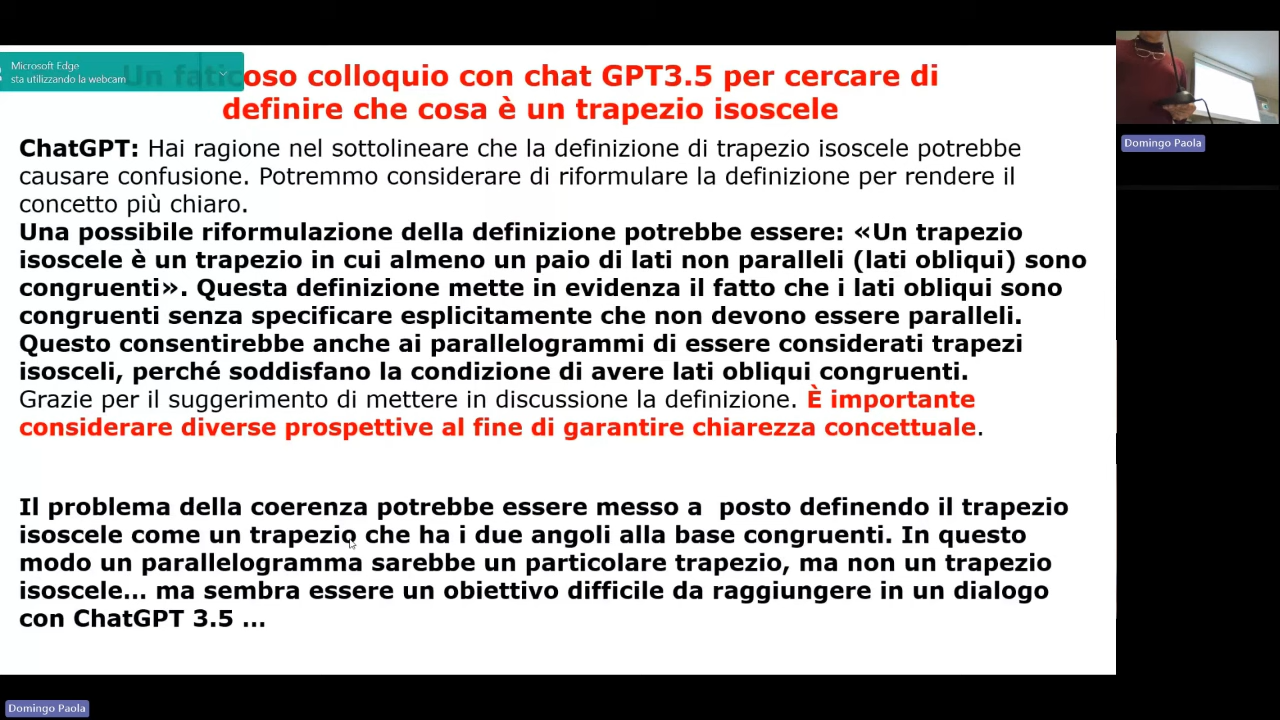 Microsoft Edge
sta utilizzando la webcam
Un faticoso colloquio con chat GPT3.5 per cercare di
definire che cosa è un trapezio isoscele
ChatGPT: Hai ragione nel sottolineare che la definizione di trapezio isoscele potrebbe
causare confusione. Potremmo considerare di riformulare la definizione per rendere il
concetto più chiaro.
Una possibile riformulazione della definizione potrebbe essere: «Un trapezio
isoscele è un trapezio in cui almeno un paio di lati non paralleli (lati obliqui) sono
congruenti». Questa definizione mette in evidenza il fatto che i lati obliqui sono
congruenti senza specificare esplicitamente che non devono essere paralleli.
Questo consentirebbe anche ai parallelogrammi di essere considerati trapezi
isosceli, perché soddisfano la condizione di avere lati obliqui congruenti.
Grazie per il suggerimento di mettere in discussione la definizione. È importante
considerare diverse prospettive al fine di garantire chiarezza concettuale.
Il problema della coerenza potrebbe essere messo a  posto definendo il trapezio
isoscele come un trapezio che ha i due angoli alla base congruenti. In questo
modo un parallelogramma sarebbe un particolare trapezio, ma non un trapezio
isoscele... ma sembra essere un obiettivo difficile da raggiungere in un dialogo
con ChatGPT 3.5 ...
Domingo Paola
Domingo Paola